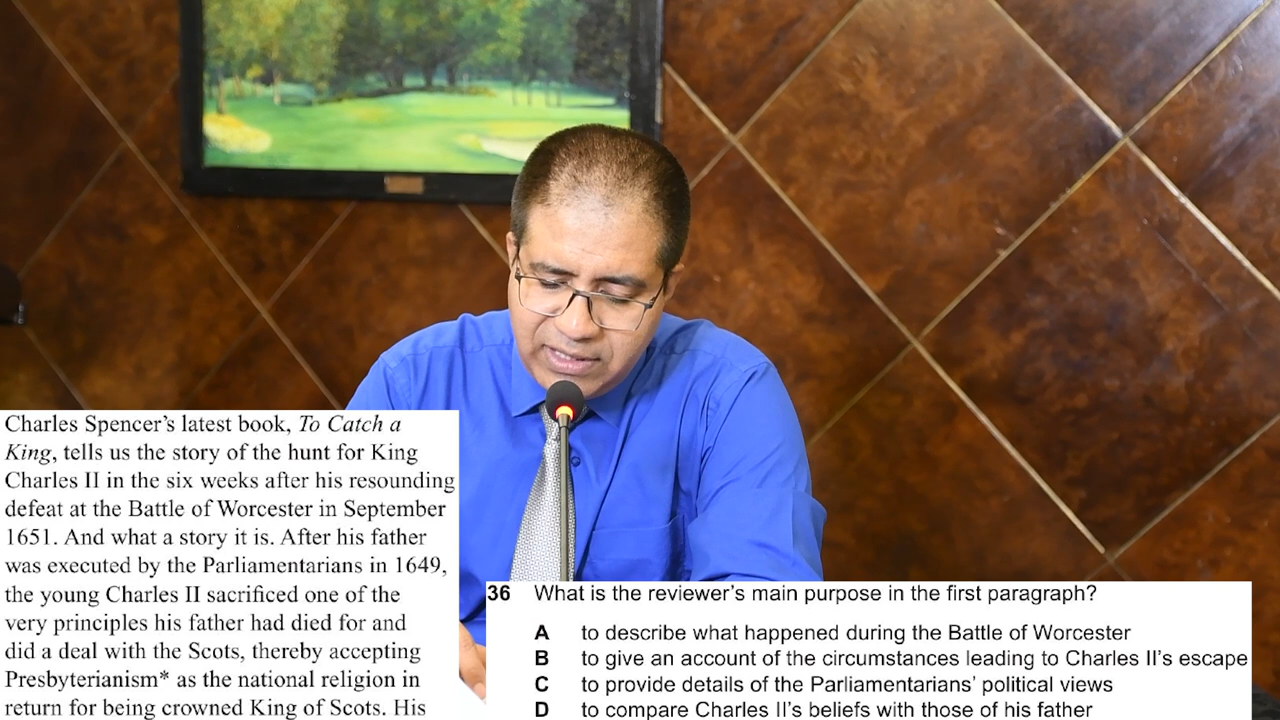 Charles Spencer's latest book, To Catch a
King, tells us the story of the hunt for King
Charles II in the six weeks after his resounding
defeat at the Battle of Worcester in September
1651. And what a story it is. After his father
was executed by the Parliamentarians in 1649,
the young Charles II sacrificed one of the
very principles his father had died for and
did a deal with the Scots, thereby accepting
Presbyterianism* as the national religion in
return for being crowned King of Scots. His
36 What is the reviewer's main purpose in the first paragraph?
A to describe what happened during the Battle of Worcester
B to give an account of the circumstances leading to Charles II's escape
C to provide details of the Parliamentarians' political views
D to compare Charles II's beliefs with those of his father